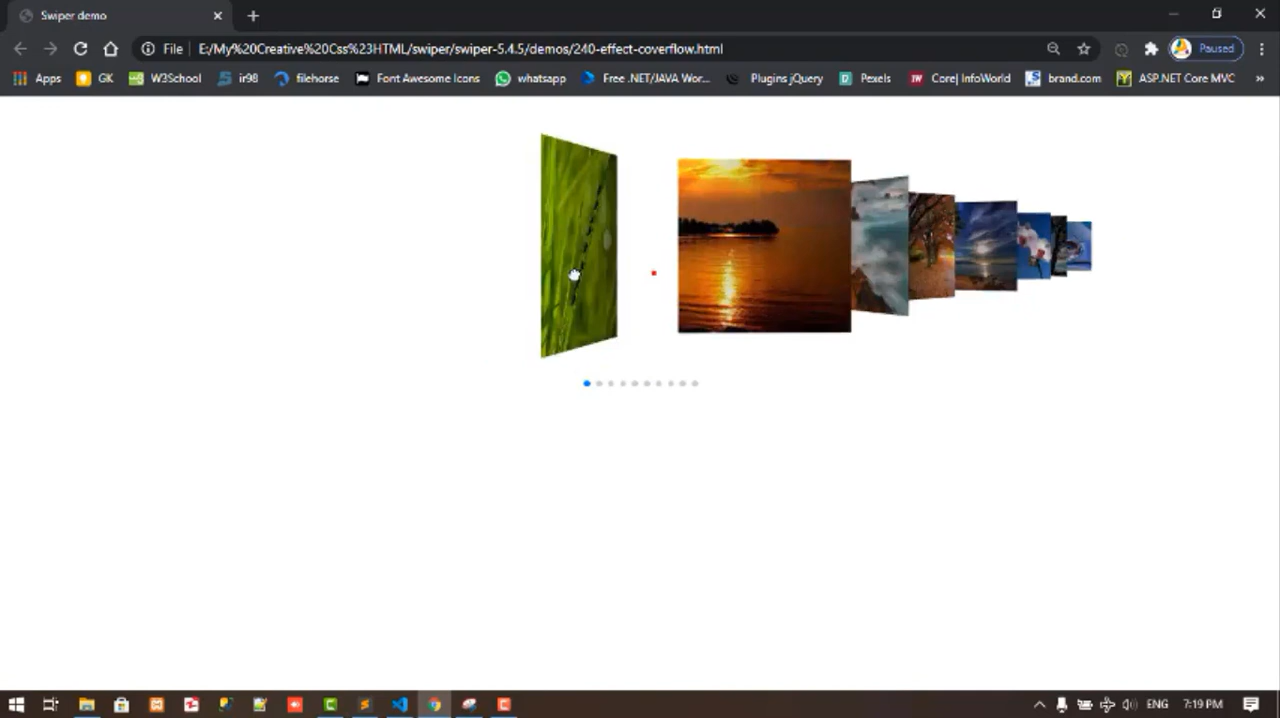 Swiper demo
File E:/My%20Creative%20Css%23HTML/swiper/swiper-5.4.5/demos/240-effect-coverflow.html Paused
Apps GK W3School ir98 filehorse Font Awesome Icons whatsapp Free .NET/JAVA Wor... Plugins jQuery Pexels Core| InfoWorld brand.com ASP.NET Core MVC »
ENG 7:19 PM